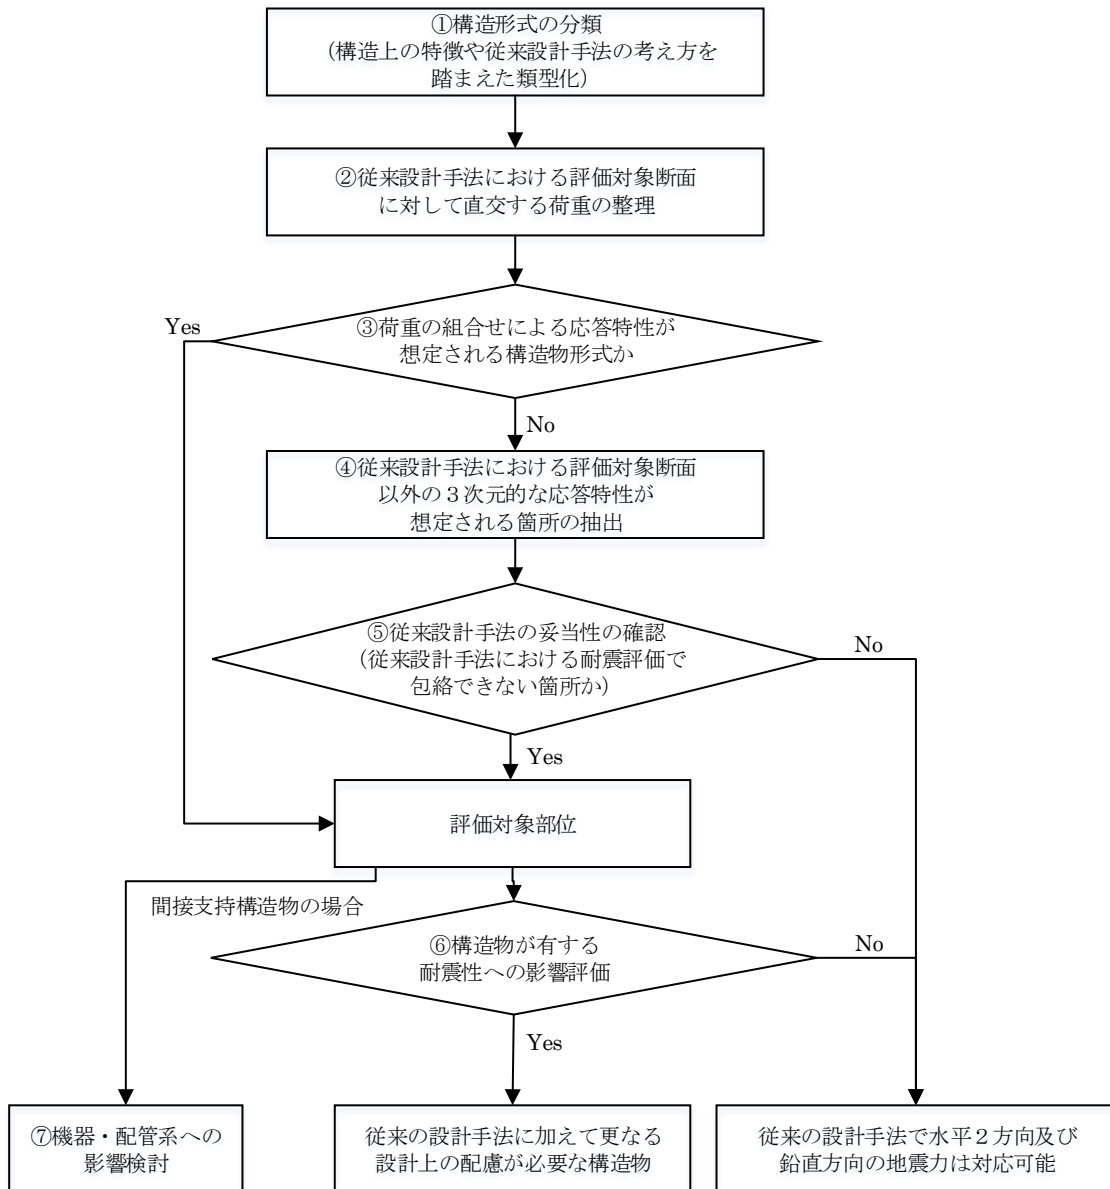 ①構造形式の分類
（構造上の特徴や従来設計手法の考え方を
踏まえた類型化）
②従来設計手法における評価対象断面
に対して直交する荷重の整理
③荷重の組合せによる応答特性が
想定される構造物形式か
Yes
No
④従来設計手法における評価対象断面
以外の３次元的な応答特性が
想定される箇所の抽出
⑤従来設計手法の妥当性の確認
（従来設計手法における耐震評価で
包絡できない箇所か）
No
Yes
評価対象部位
間接支持構造物の場合
⑥構造物が有する
耐震性への影響評価
No
Yes
⑦機器・配管系への
影響検討
従来の設計手法に加えて更なる
設計上の配慮が必要な構造物
従来の設計手法で水平２方向及び
鉛直方向の地震力は対応可能